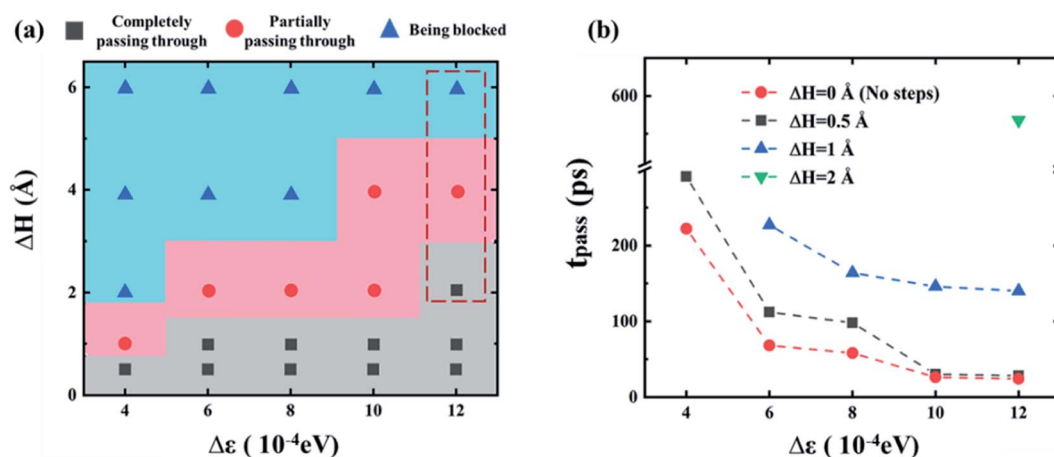 (a)
Completely passing through
Partially passing through
Being blocked
ΔH (Å)
6
4
2
0
4 6 8 10 12
Δε ( 10⁻⁴eV)
(b)
tpass (ps)
600
200
100
0
ΔH=0 Å (No steps)
ΔH=0.5 Å
ΔH=1 Å
ΔH=2 Å
4 6 8 10 12
Δε ( 10⁻⁴eV)